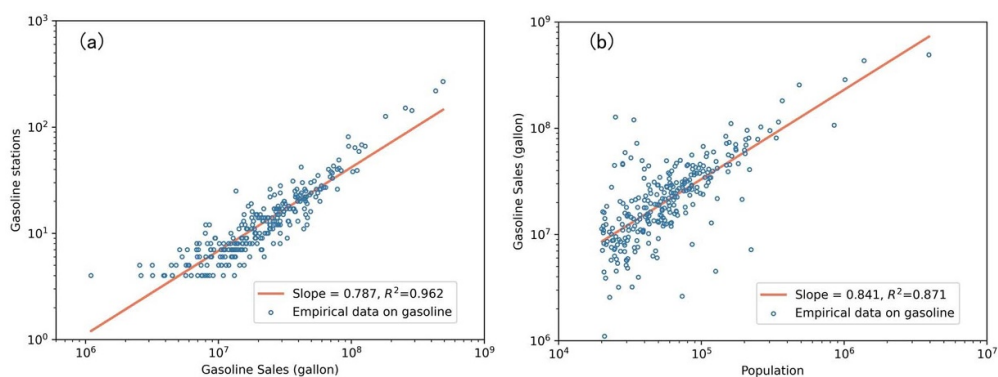 (a)
10^3
10^2
10^1
10^0
Gasoline stations
10^6 10^7 10^8 10^9
Gasoline Sales (gallon)
Slope = 0.787, R^2=0.962
Empirical data on gasoline
(b)
10^9
10^8
10^7
10^6
Gasoline Sales (gallon)
10^4 10^5 10^6 10^7
Population
Slope = 0.841, R^2=0.871
Empirical data on gasoline